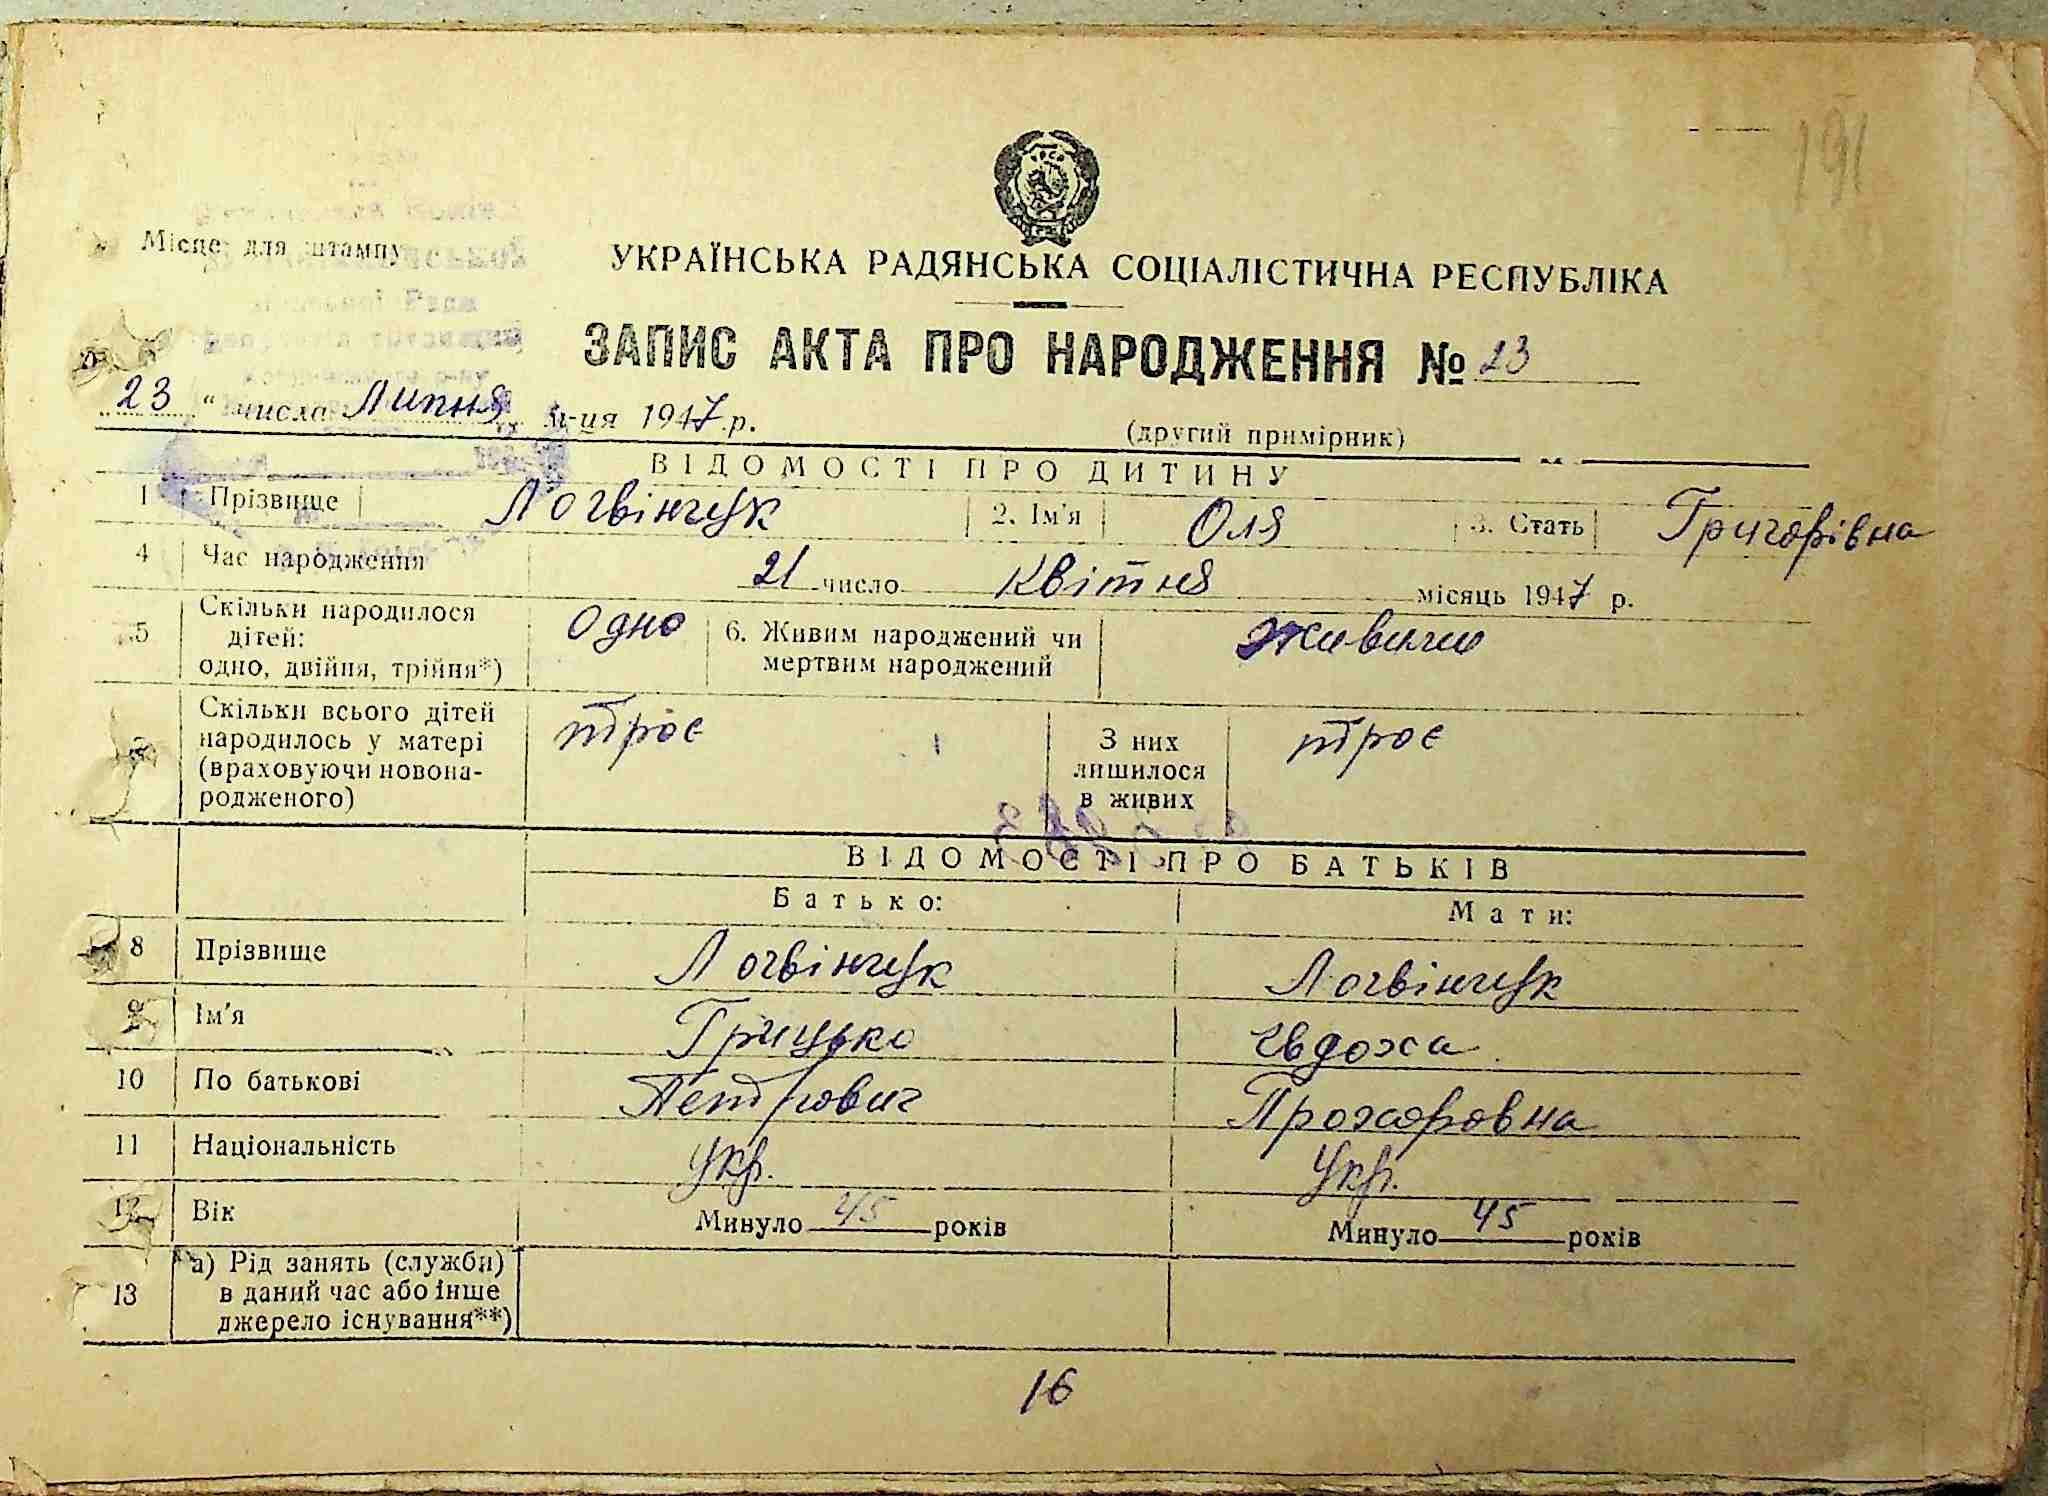 191
УРСР
Місце для штампу
УКРАЇНСЬКА РАДЯНСЬКА СОЦІАЛІСТИЧНА РЕСПУБЛІКА
ЗАПИС АКТА ПРО НАРОДЖЕННЯ № 23
23 " числа Липня м-ця 1947 р.
(другий примірник)
ВІДОМОСТІ ПРО ДИТИНУ
1 Прізвище Логвінчук 2. Ім'я Оля 3. Стать Григорівна
4 Час народження 21 число Квітня місяць 1947 р.
5 Скільки народилося дітей: одно, двійня, трійня*) Одно 6. Живим народжений чи мертвим народжений живими
Скільки всього дітей народилось у матері (враховуючи новонародженого) троє З них лишилося в живих троє
ВІДОМОСТІ ПРО БАТЬКІВ
Батько: Мати:
8 Прізвище Логвінчук Логвінчук
9 Ім'я Грицько Євдоха
10 По батькові Петрович Прохоровна
11 Національність Укр. Укр.
12 Вік Минуло 45 років Минуло 45 років
13 а) Рід занять (служби) в даний час або інше джерело існування**)
16